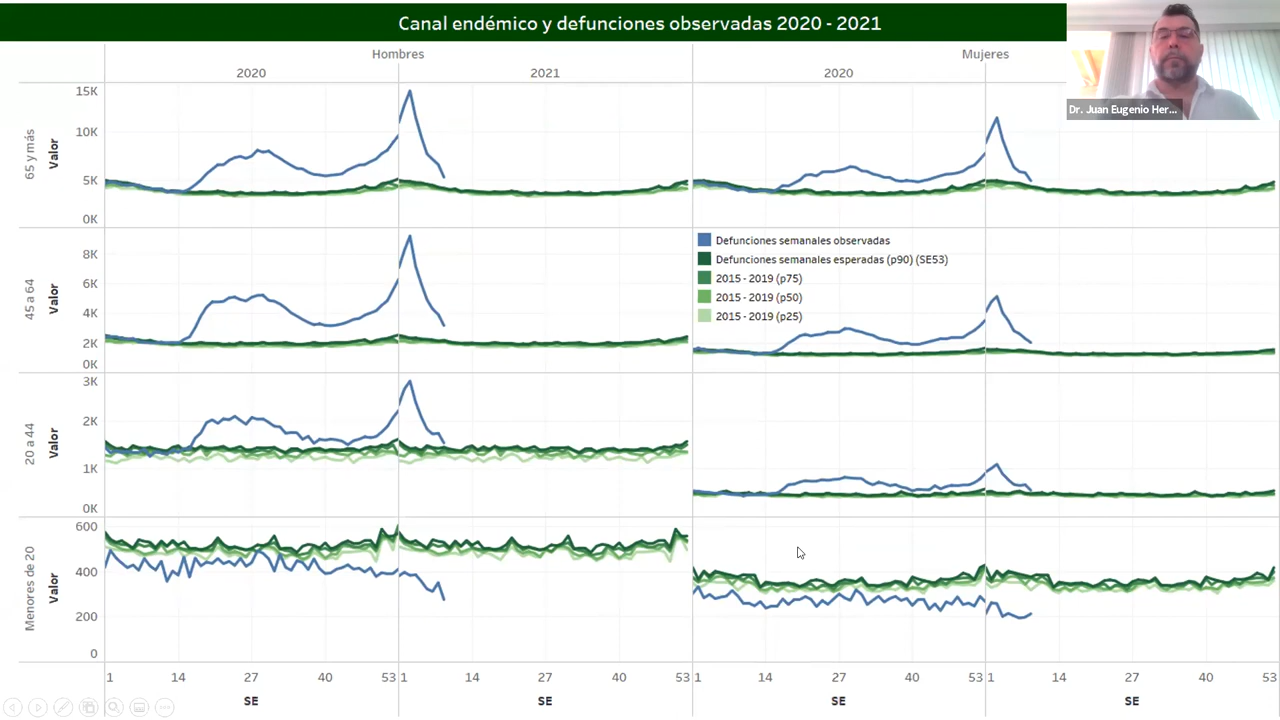 Canal endémico y defunciones observadas 2020 - 2021
Hombres
Mujeres
2020
2021
2020
Dr. Juan Eugenio Her...
65 y más
Valor
15K
10K
5K
0K
Defunciones semanales observadas
Defunciones semanales esperadas (p90) (SE53)
2015 - 2019 (p75)
2015 - 2019 (p50)
2015 - 2019 (p25)
45 a 64
Valor
8K
6K
4K
2K
0K
20 a 44
Valor
3K
2K
1K
0K
Menores de 20
Valor
600
400
200
0
1 14 27 40 53 1 14 27 40 53 1 14 27 40 53 1 14 27 40 53
SE SE SE SE